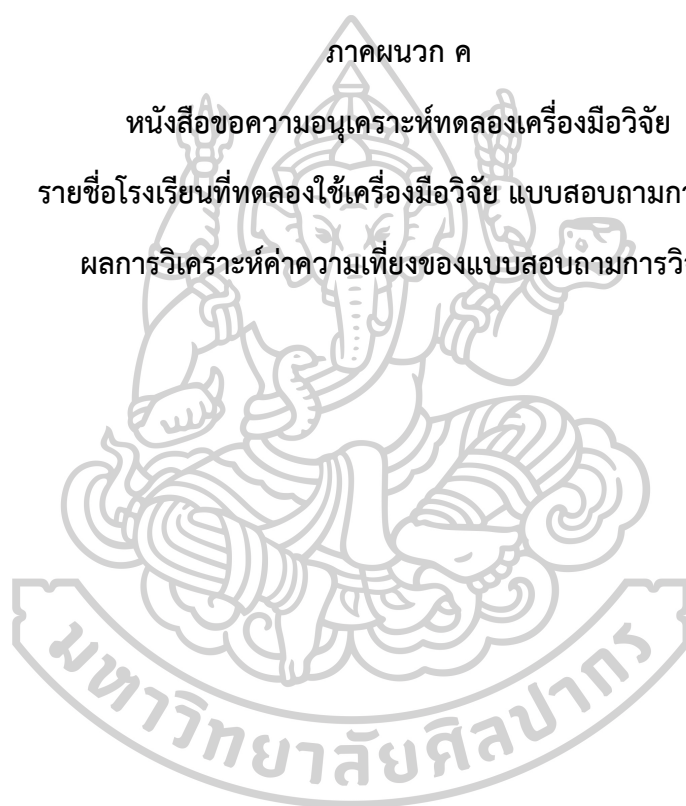 ภาคผนวก ค
หนังสือขอความอนุเคราะห์ทดลองเครื่องมือวิจัย
รายชื่อโรงเรียนที่ทดลองใช้เครื่องมือวิจัย แบบสอบถามกา
ผลการวิเคราะห์ค่าความเที่ยงของแบบสอบถามการวิ
มหาวิทยาลัยศิลปากร